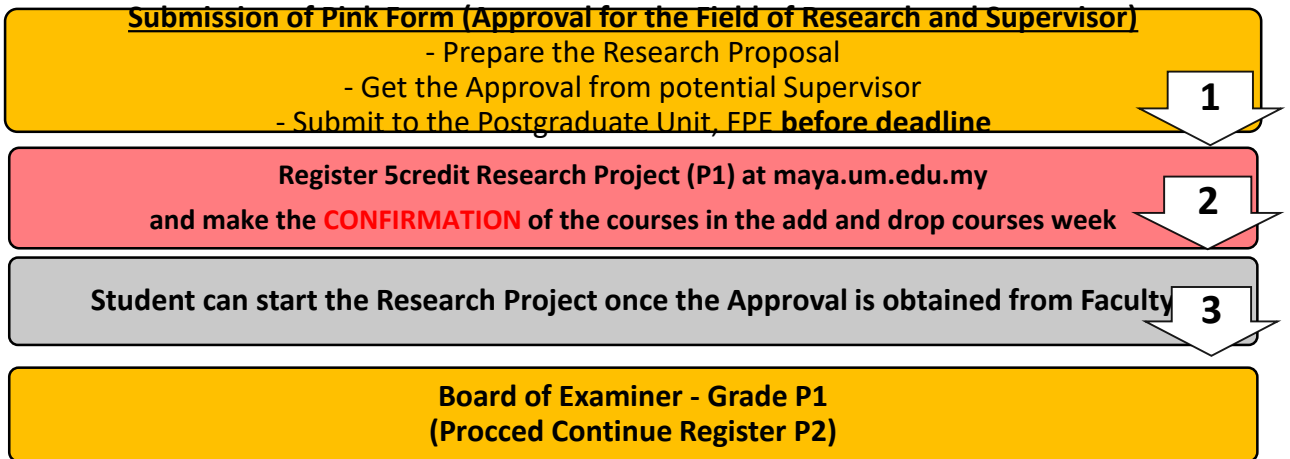 Submission of Pink Form (Approval for the Field of Research and Supervisor)
- Prepare the Research Proposal
- Get the Approval from potential Supervisor
- Submit to the Postgraduate Unit, FPE before deadline
1
Register 5credit Research Project (P1) at maya.um.edu.my
and make the CONFIRMATION of the courses in the add and drop courses week
2
Student can start the Research Project once the Approval is obtained from Faculty
3
Board of Examiner - Grade P1
(Procced Continue Register P2)